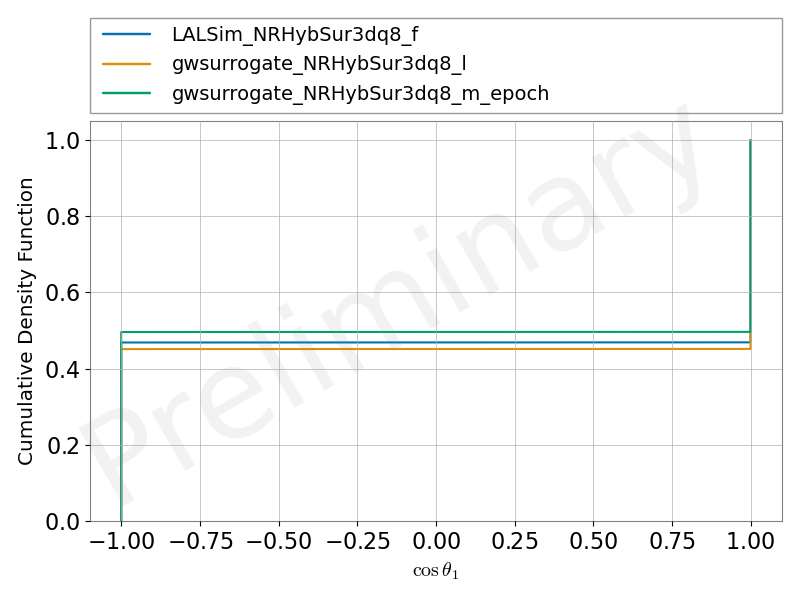 LALSim_NRHybSur3dq8_f
gwsurrogate_NRHybSur3dq8_l
gwsurrogate_NRHybSur3dq8_m_epoch
Preliminary
Cumulative Density Function
1.0
0.8
0.6
0.4
0.2
0.0
−1.00 −0.75 −0.50 −0.25 0.00 0.25 0.50 0.75 1.00
cos θ₁